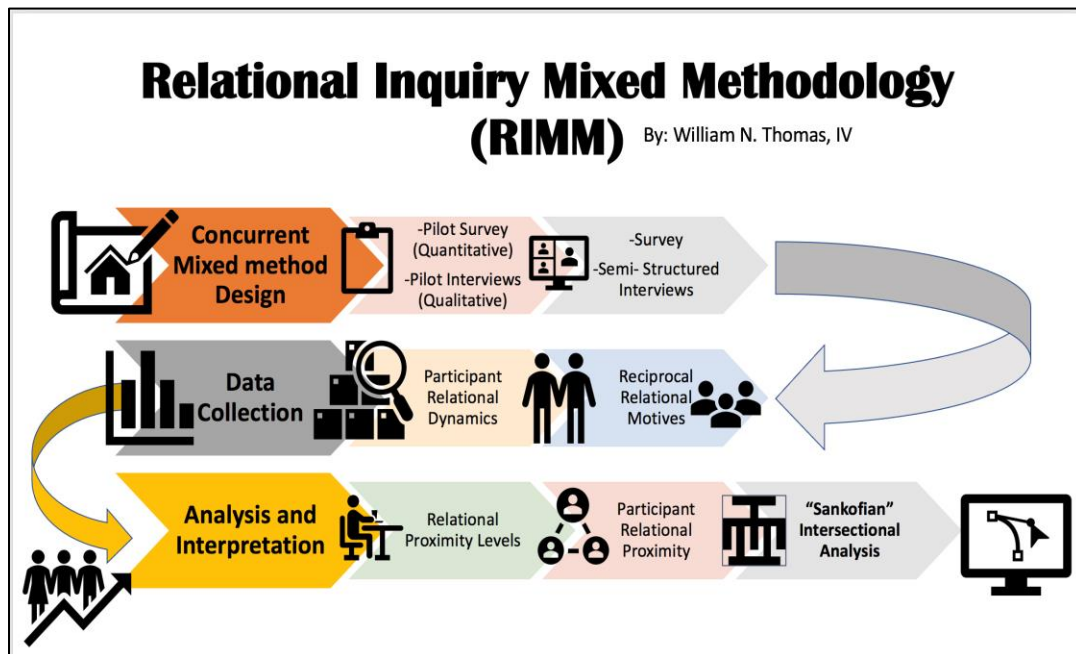 Relational Inquiry Mixed Methodology
(RIMM) By: William N. Thomas, IV
Concurrent
Mixed method
Design
-Pilot Survey
(Quantitative)
-Pilot Interviews
(Qualitative)
-Survey
-Semi- Structured
Interviews
Data
Collection
Participant
Relational
Dynamics
Reciprocal
Relational
Motives
Analysis and
Interpretation
Relational
Proximity Levels
Participant
Relational
Proximity
“Sankofian”
Intersectional
Analysis